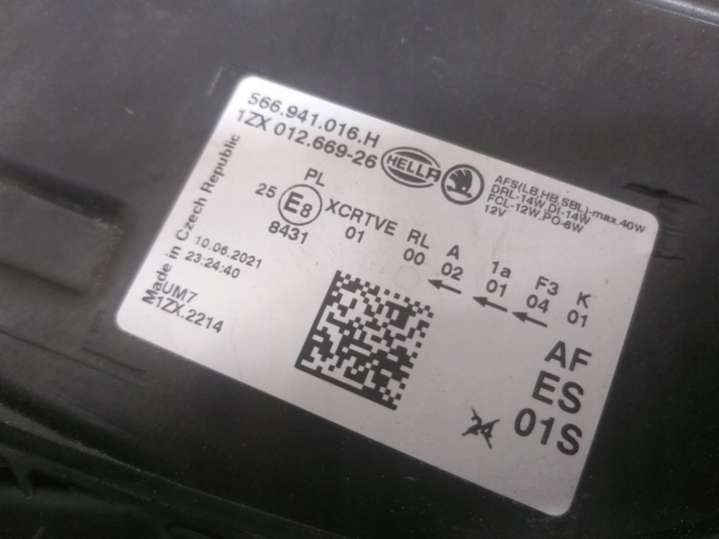 566.941.016.H
1ZX 012.669-26
HELLA
AFS(LB,HB,SBL)-max.40W
DRL-14W,DI-14W
FCL-12W,PO-6W
12V
Made in Czech Republic
PL
25 E8 XCRTVE RL A 1a F3 K
8431 01 00 02 01 04 01
10.06.2021
23:24:40
UM7
1ZX.2214
AF
ES
01S
24